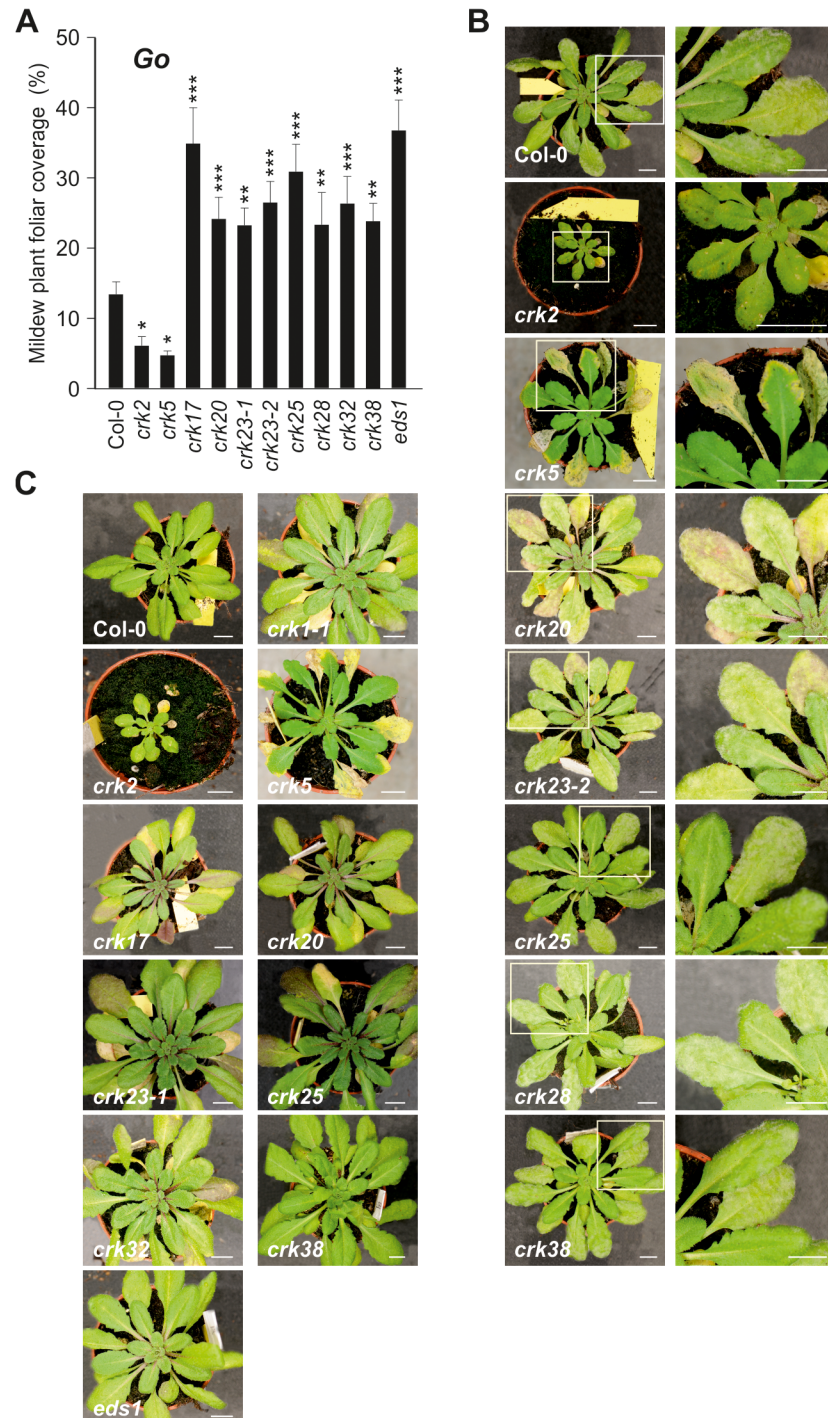 A
Go
Mildew plant foliar coverage (%)
50
40
30
20
10
0
*
*
***
***
**
***
***
**
***
**
***
Col-0
crk2
crk5
crk17
crk20
crk23-1
crk23-2
crk25
crk28
crk32
crk38
eds1
B
Col-0
crk2
crk5
crk20
crk23-2
crk25
crk28
crk38
C
Col-0
crk1-1
crk2
crk5
crk17
crk20
crk23-1
crk25
crk32
crk38
eds1